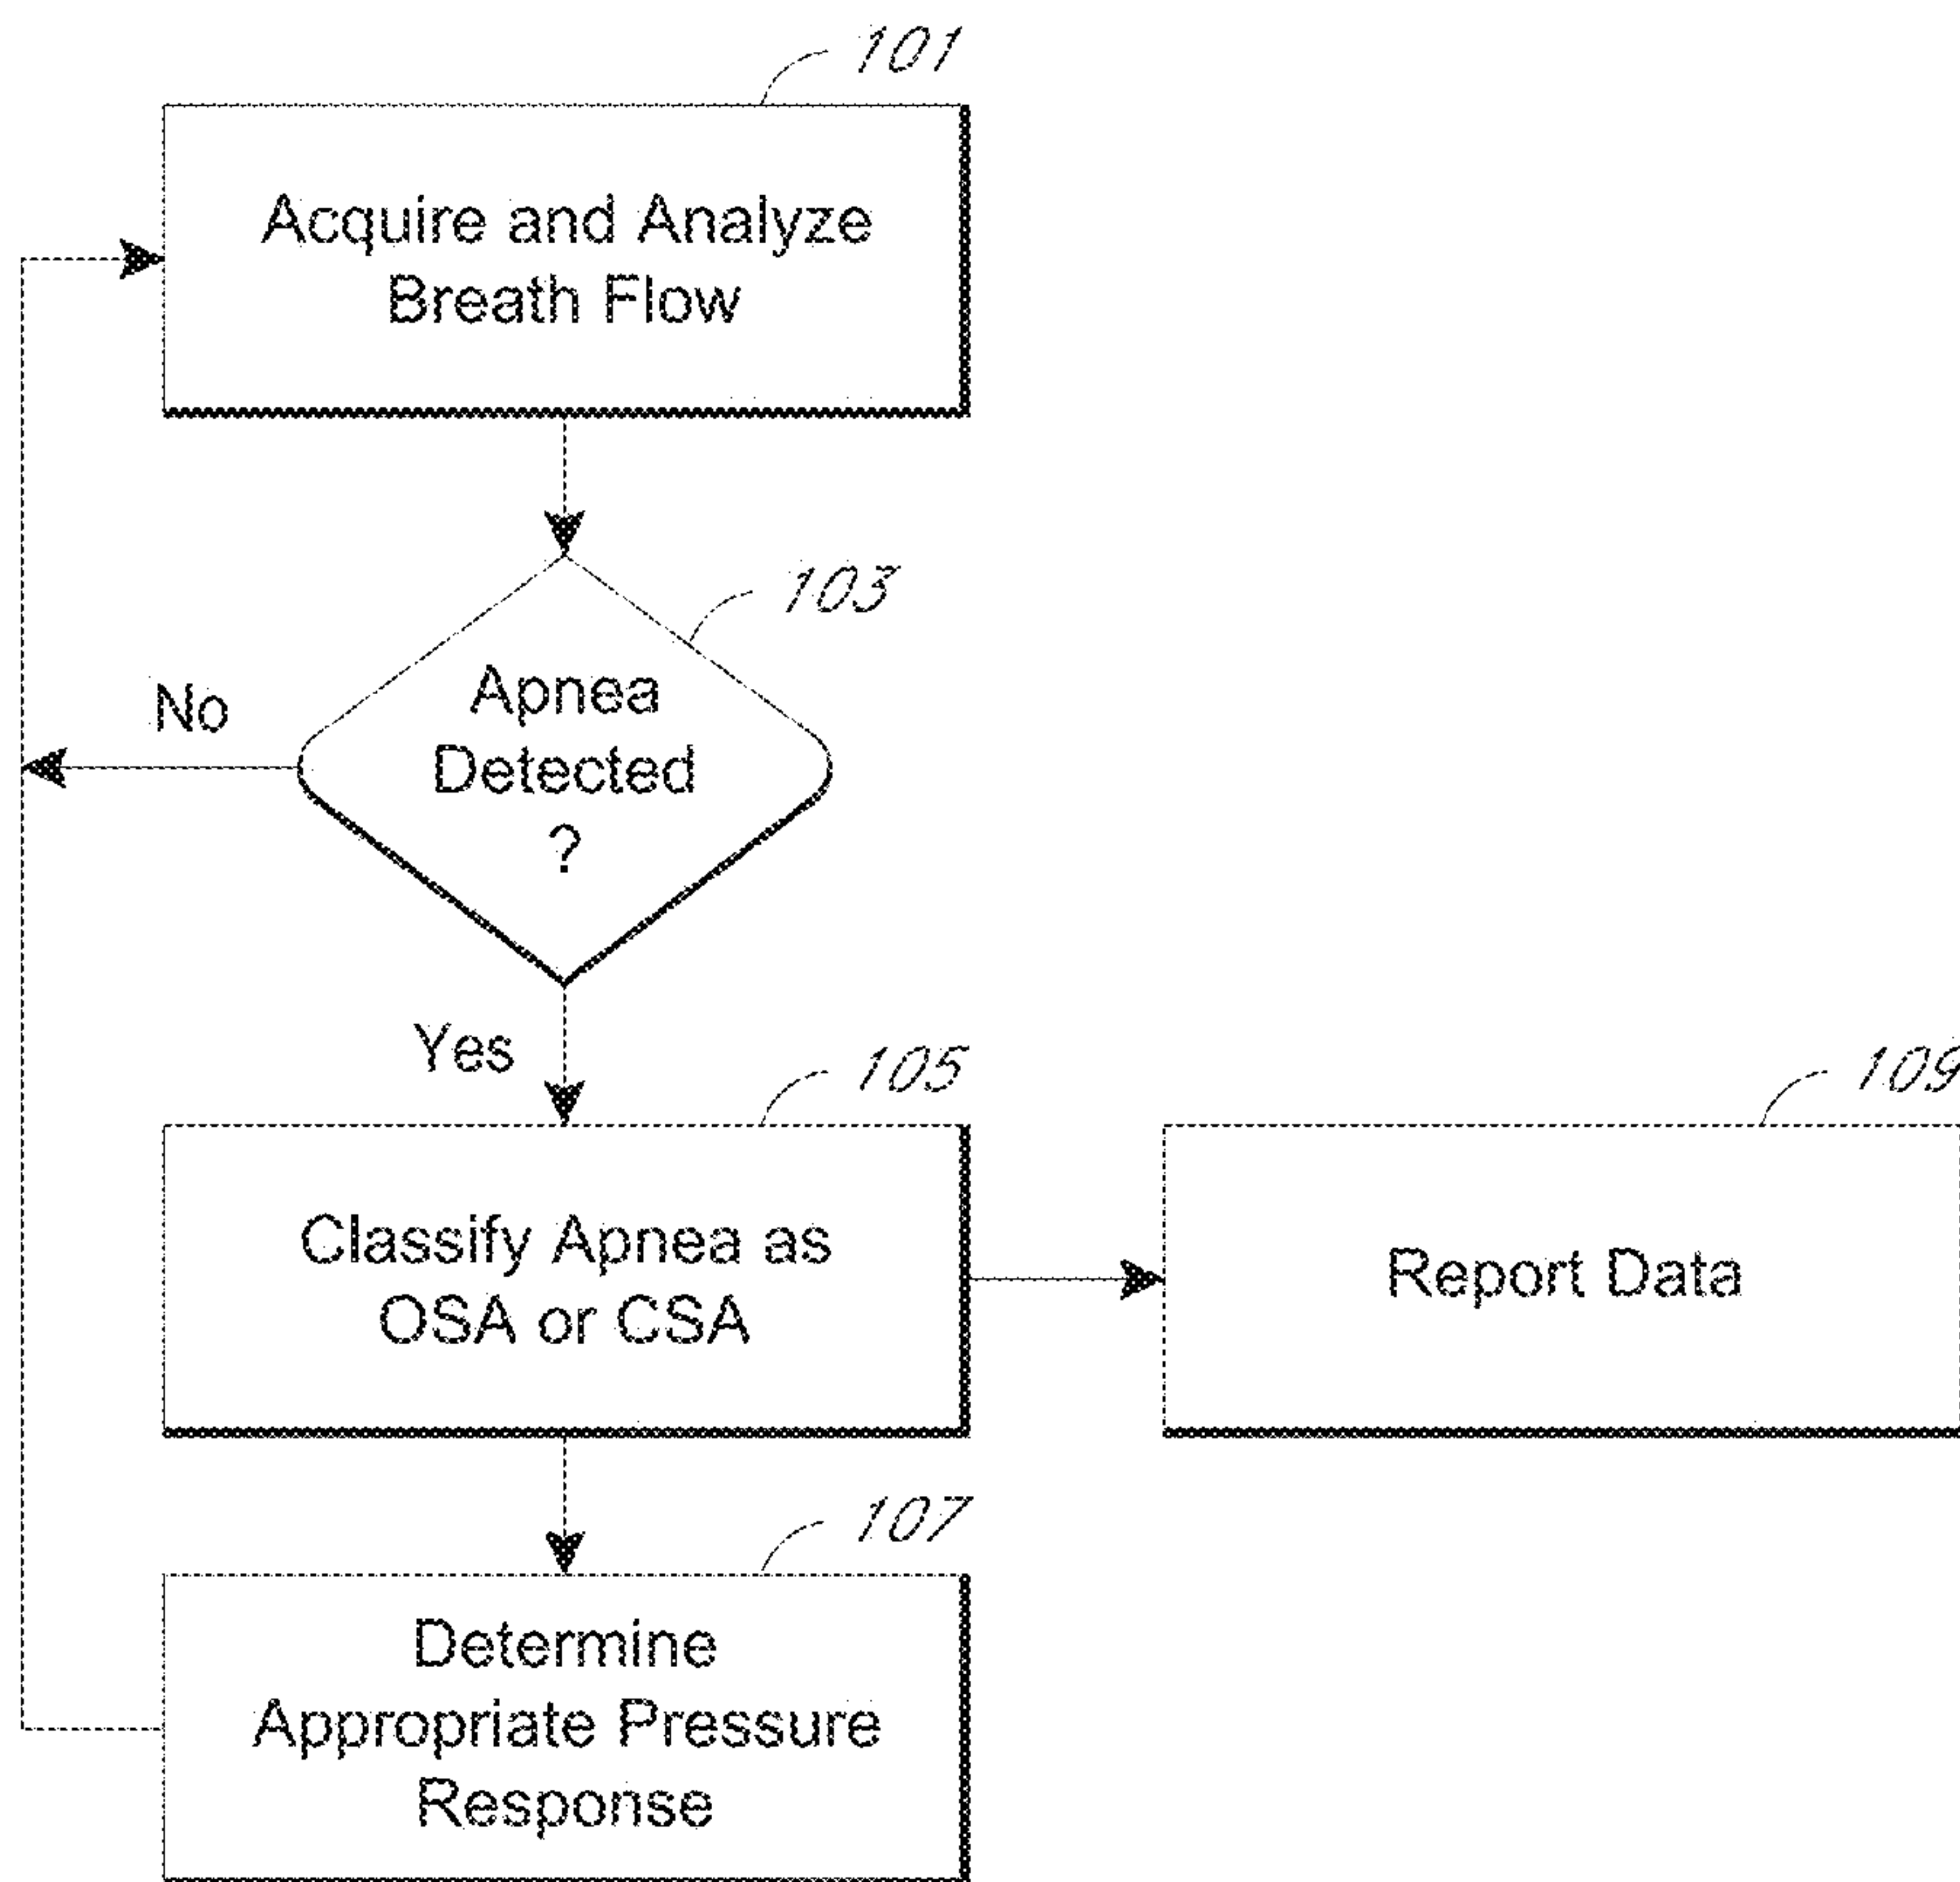 101
Acquire and Analyze
Breath Flow
103
Apnea
Detected
?
No
Yes
105
Classify Apnea as
OSA or CSA
109
Report Data
107
Determine
Appropriate Pressure
Response